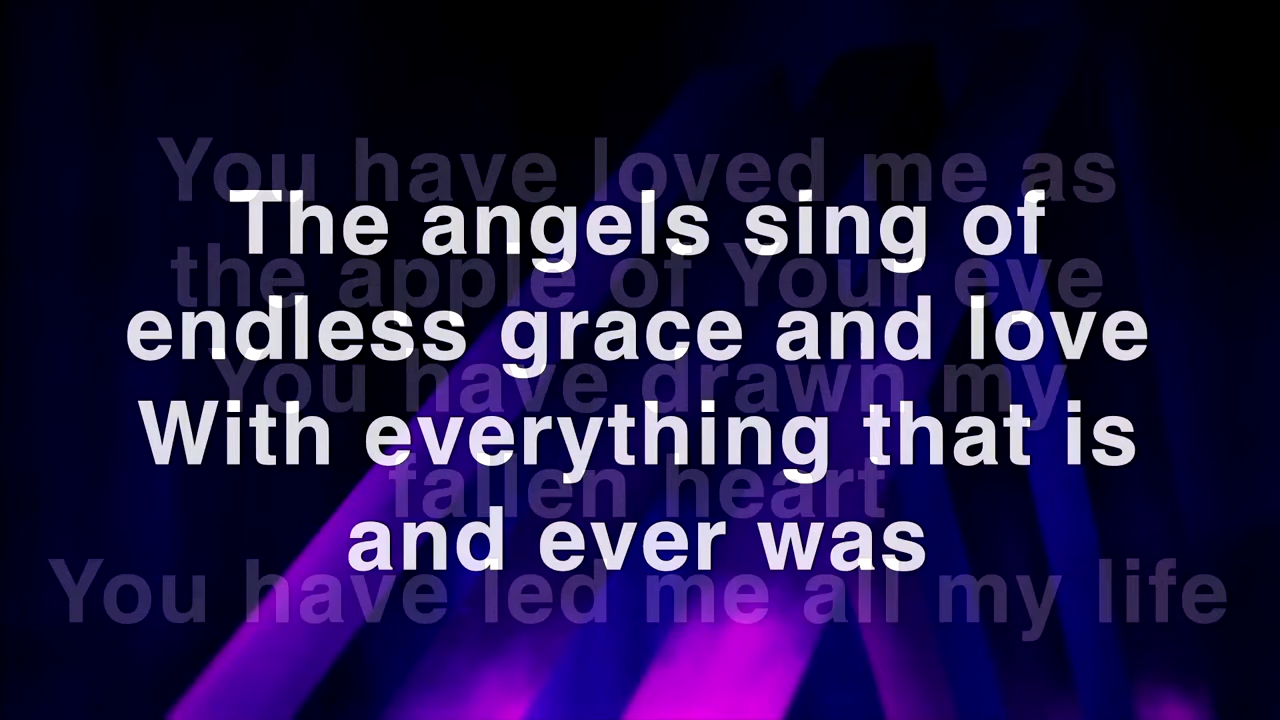 You have loved me as
The angels sing of
the apple of Your eye
endless grace and love
You have drawn my
With everything that is
fallen heart
and ever was
You have led me all my life